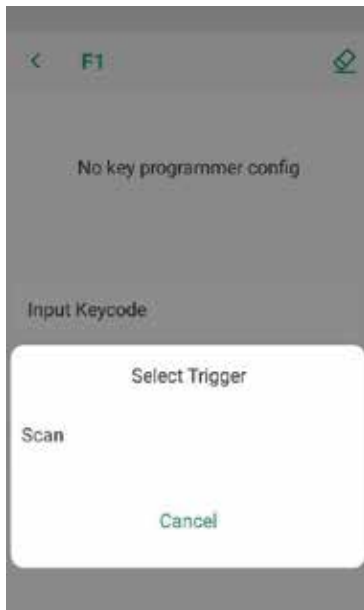 F1
No key programmer config
Input Keycode
Select Trigger
Scan
Cancel